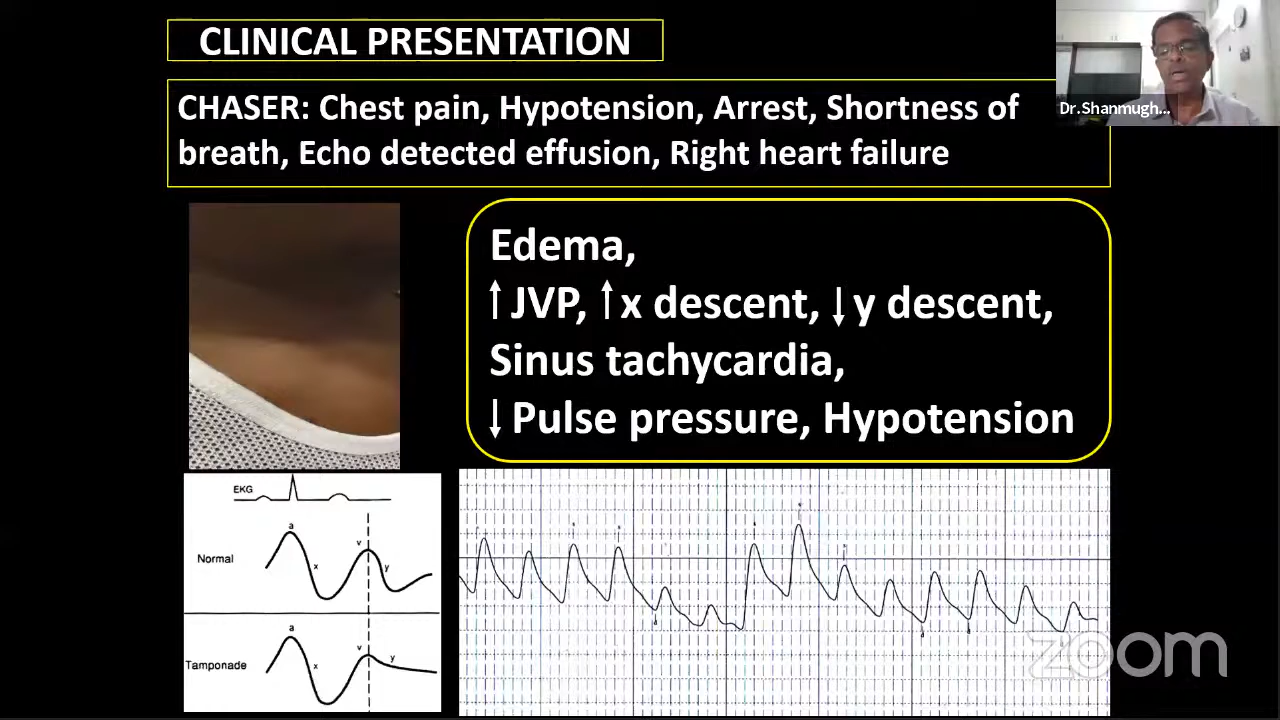 CLINICAL PRESENTATION
Dr.Shanmugh...
CHASER: Chest pain, Hypotension, Arrest, Shortness of
breath, Echo detected effusion, Right heart failure
Edema,
↑ JVP, ↑ x descent, ↓ y descent,
Sinus tachycardia,
↓ Pulse pressure, Hypotension
EKG
Normal
a
x
v
y
Tamponade
a
x
v
y
zoom